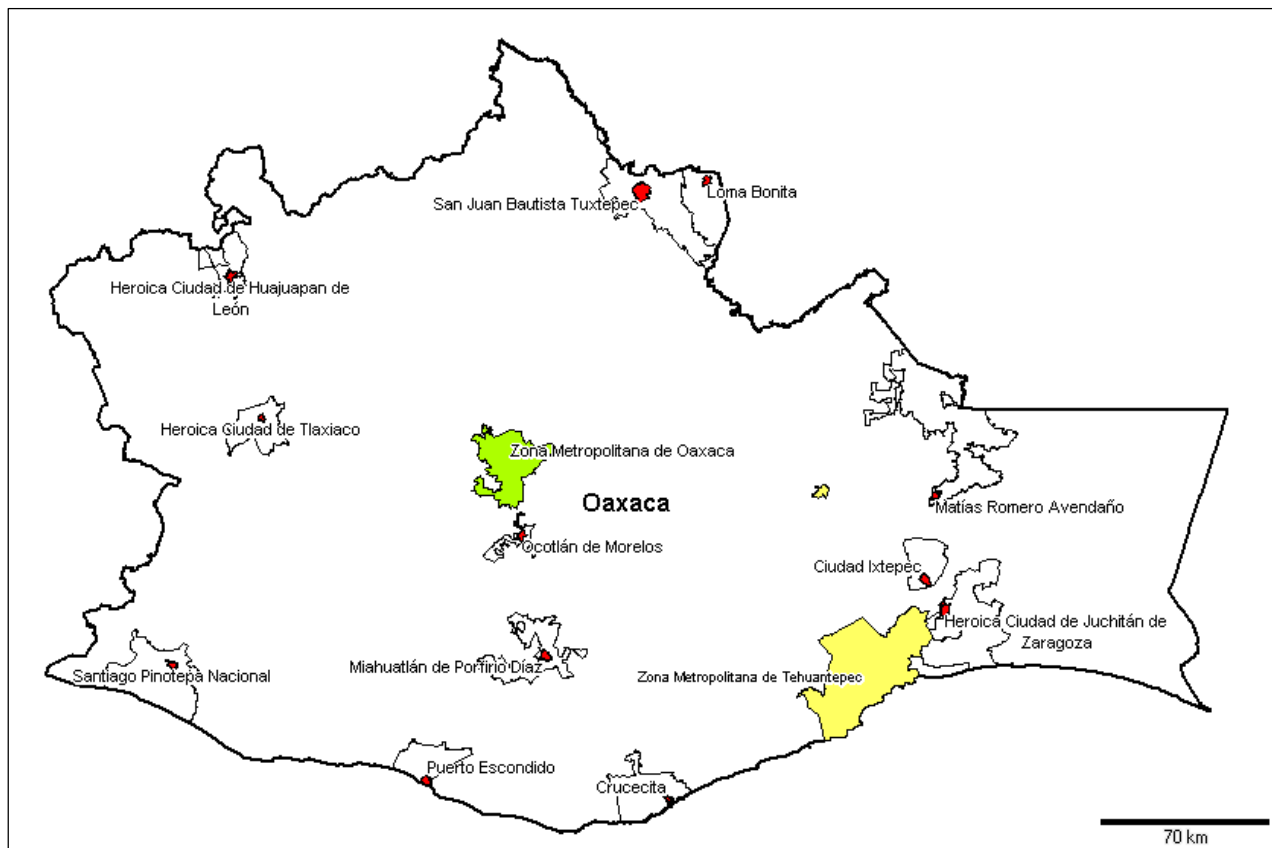 Loma Bonita
San Juan Bautista Tuxtepec
Heroica Ciudad de Huajuapan de
León
Heroica Ciudad de Tlaxiaco
Zona Metropolitana de Oaxaca
Oaxaca
Matías Romero Avendaño
Ocotlán de Morelos
Ciudad Ixtepec
Heroica Ciudad de Juchitán de
Zaragoza
Miahuatlán de Porfirio Díaz
Santiago Pinotepa Nacional
Zona Metropolitana de Tehuantepec
Puerto Escondido
Crucecita
70 km